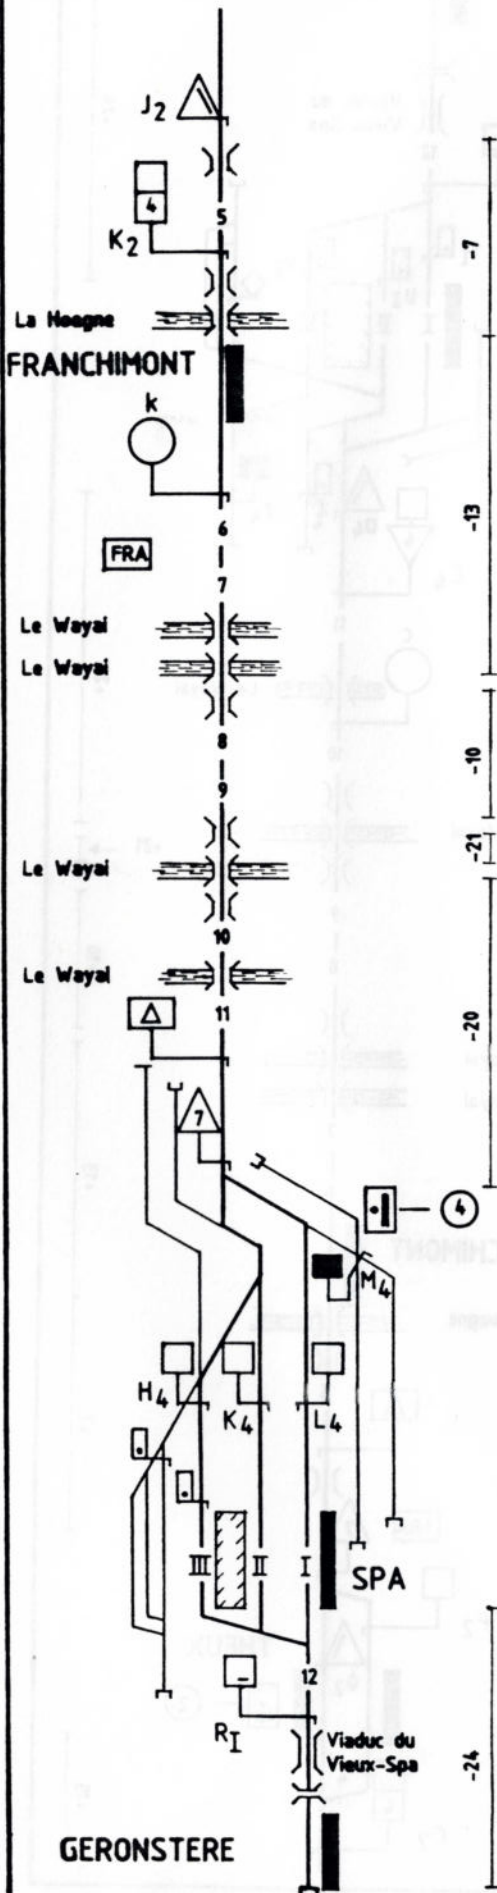 J2
-7
4
5
K2
La Hoegne
FRANCHIMONT
k
-13
6
FRA
7
Le Wayai
Le Wayai
-10
8
9
-21
Le Wayai
10
-20
Le Wayai
11
7
4
M4
H4
K4
L4
III
II
I
SPA
12
RI
Viaduc du
Vieux-Spa
-24
GERONSTERE